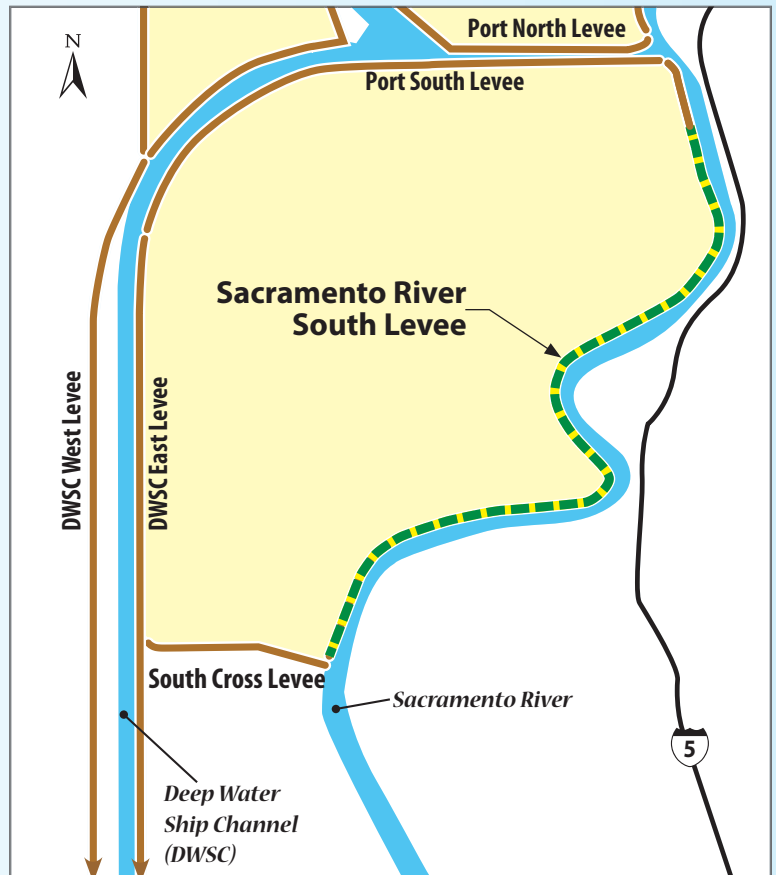 N
Port North Levee
Port South Levee
Sacramento River
South Levee
DWSC West Levee
DWSC East Levee
South Cross Levee
Sacramento River
5
Deep Water
Ship Channel
(DWSC)